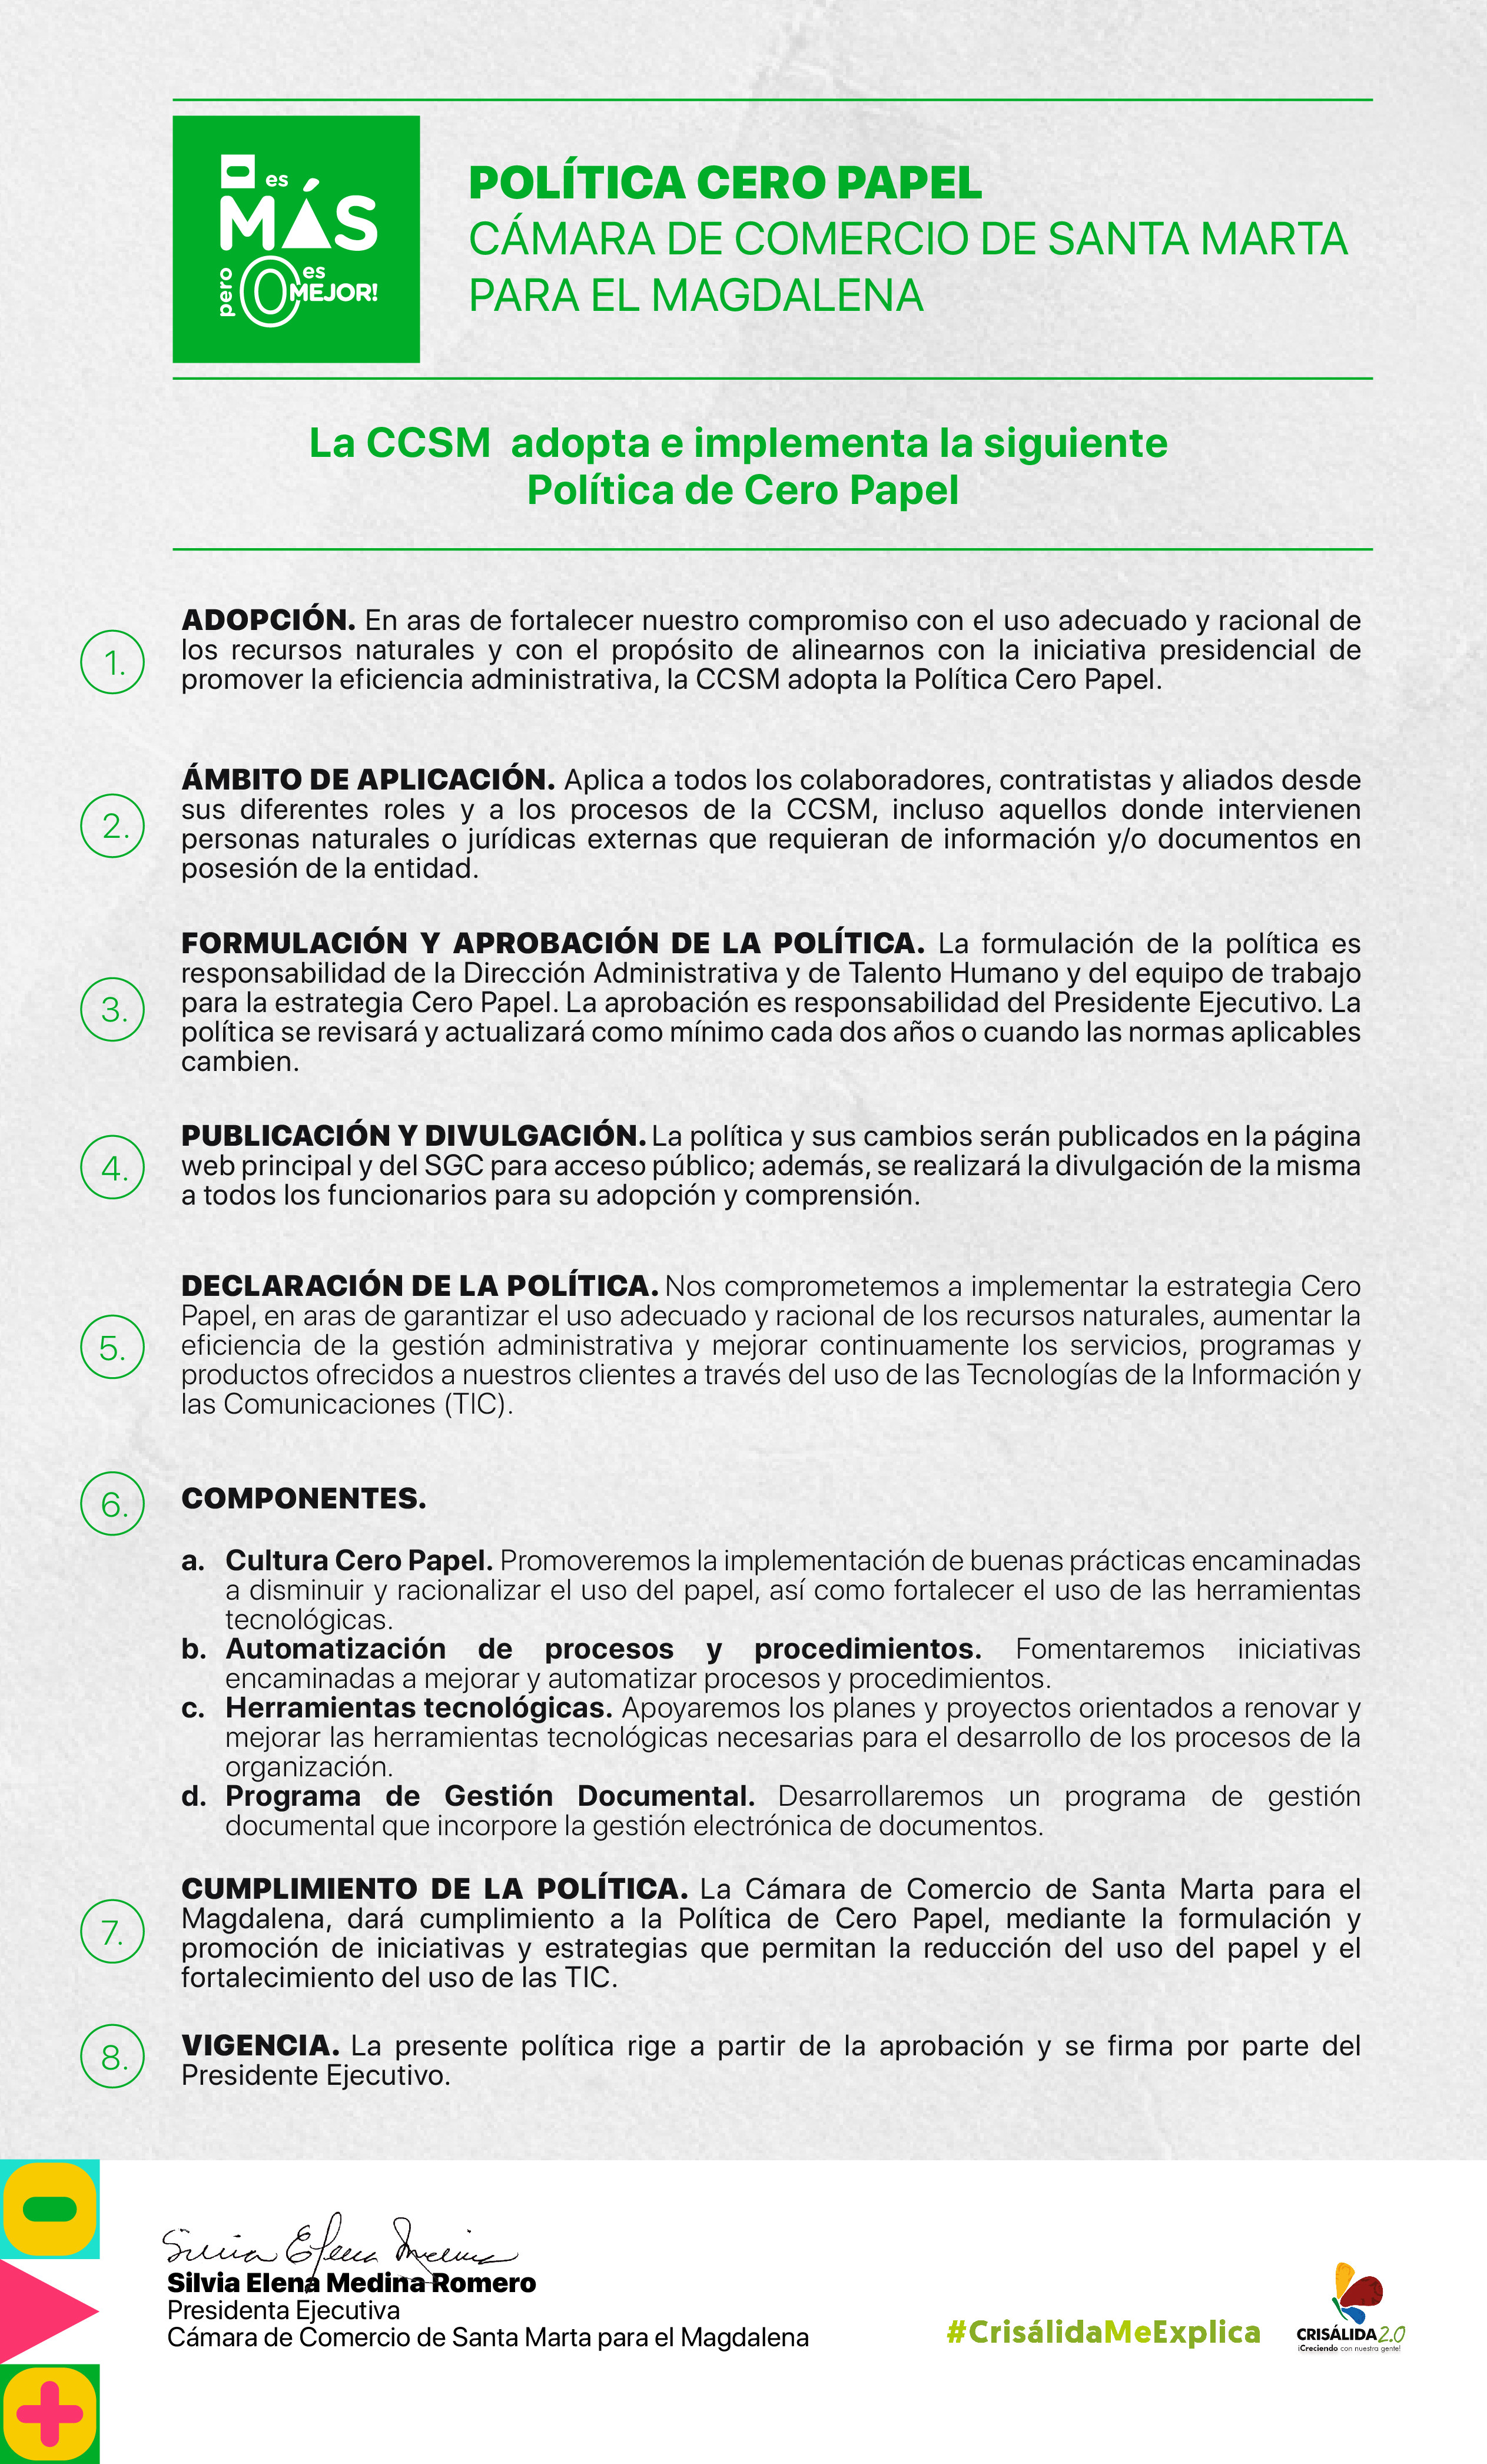 es
MÁS
pero 0 es
MEJOR!
POLÍTICA CERO PAPEL
CÁMARA DE COMERCIO DE SANTA MARTA
PARA EL MAGDALENA
La CCSM adopta e implementa la siguiente
Política de Cero Papel
1.
ADOPCIÓN. En aras de fortalecer nuestro compromiso con el uso adecuado y racional de
los recursos naturales y con el propósito de alinearnos con la iniciativa presidencial de
promover la eficiencia administrativa, la CCSM adopta la Política Cero Papel.
2.
ÁMBITO DE APLICACIÓN. Aplica a todos los colaboradores, contratistas y aliados desde
sus diferentes roles y a los procesos de la CCSM, incluso aquellos donde intervienen
personas naturales o jurídicas externas que requieran de información y/o documentos en
posesión de la entidad.
3.
FORMULACIÓN Y APROBACIÓN DE LA POLÍTICA. La formulación de la política es
responsabilidad de la Dirección Administrativa y de Talento Humano y del equipo de trabajo
para la estrategia Cero Papel. La aprobación es responsabilidad del Presidente Ejecutivo. La
política se revisará y actualizará como mínimo cada dos años o cuando las normas aplicables
cambien.
4.
PUBLICACIÓN Y DIVULGACIÓN. La política y sus cambios serán publicados en la página
web principal y del SGC para acceso público; además, se realizará la divulgación de la misma
a todos los funcionarios para su adopción y comprensión.
5.
DECLARACIÓN DE LA POLÍTICA. Nos comprometemos a implementar la estrategia Cero
Papel, en aras de garantizar el uso adecuado y racional de los recursos naturales, aumentar la
eficiencia de la gestión administrativa y mejorar continuamente los servicios, programas y
productos ofrecidos a nuestros clientes a través del uso de las Tecnologías de la Información y
las Comunicaciones (TIC).
6.
COMPONENTES.
a. Cultura Cero Papel. Promoveremos la implementación de buenas prácticas encaminadas
a disminuir y racionalizar el uso del papel, así como fortalecer el uso de las herramientas
tecnológicas.
b. Automatización de procesos y procedimientos. Fomentaremos iniciativas
encaminadas a mejorar y automatizar procesos y procedimientos.
c. Herramientas tecnológicas. Apoyaremos los planes y proyectos orientados a renovar y
mejorar las herramientas tecnológicas necesarias para el desarrollo de los procesos de la
organización.
d. Programa de Gestión Documental. Desarrollaremos un programa de gestión
documental que incorpore la gestión electrónica de documentos.
7.
CUMPLIMIENTO DE LA POLÍTICA. La Cámara de Comercio de Santa Marta para el
Magdalena, dará cumplimiento a la Política de Cero Papel, mediante la formulación y
promoción de iniciativas y estrategias que permitan la reducción del uso del papel y el
fortalecimiento del uso de las TIC.
8.
VIGENCIA. La presente política rige a partir de la aprobación y se firma por parte del
Presidente Ejecutivo.
Silvia Elena Medina
Silvia Elena Medina Romero
Presidenta Ejecutiva
Cámara de Comercio de Santa Marta para el Magdalena
#CrisálidaMeExplica
CRISÁLIDA 2.0
¡Creciendo con nuestra gente!